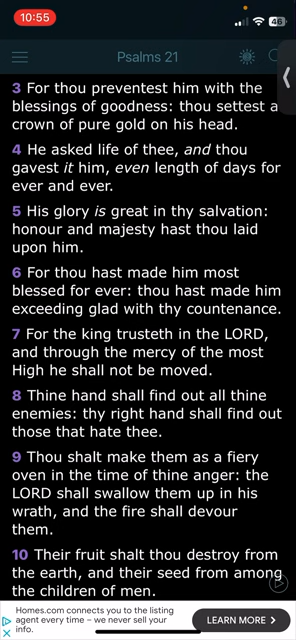 10:55
46
Psalms 21
3 For thou preventest him with the
blessings of goodness: thou settest a
crown of pure gold on his head.
4 He asked life of thee, and thou
gavest it him, even length of days for
ever and ever.
5 His glory is great in thy salvation:
honour and majesty hast thou laid
upon him.
6 For thou hast made him most
blessed for ever: thou hast made him
exceeding glad with thy countenance.
7 For the king trusteth in the LORD,
and through the mercy of the most
High he shall not be moved.
8 Thine hand shall find out all thine
enemies: thy right hand shall find out
those that hate thee.
9 Thou shalt make them as a fiery
oven in the time of thine anger: the
LORD shall swallow them up in his
wrath, and the fire shall devour
them.
10 Their fruit shalt thou destroy from
the earth, and their seed from among
the children of men.
Homes.com connects you to the listing
agent every time – we never sell your
info.
LEARN MORE >